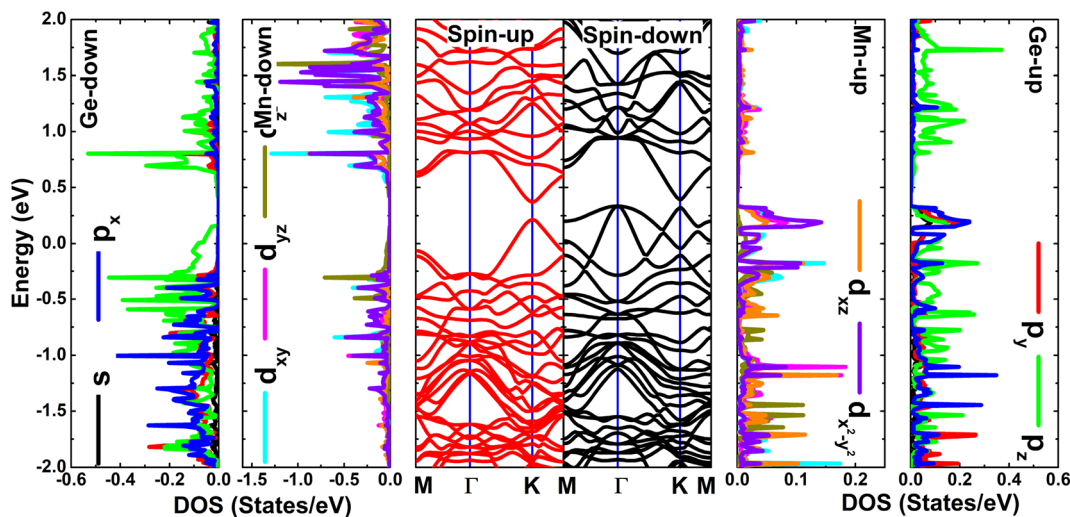 Energy (eV)
2.0
1.5
1.0
0.5
0.0
-0.5
-1.0
-1.5
-2.0
Ge-down
s
p_x
-0.6 -0.4 -0.2 0.0
Mn-down
d_z
d_yz
d_xy
-1.5 -1.0 -0.5 0.0
DOS (States/eV)
Spin-up
Spin-down
M Γ K M Γ K M
Mn-up
d_xz
d_x²-y²
0.0 0.3 0.6
Ge-up
p_y
p_z
0.0 0.2 0.4 0.6
DOS (States/eV)